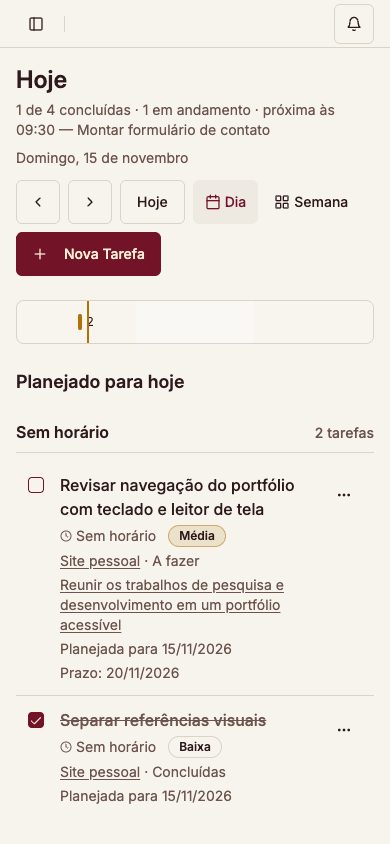 Hoje
1 de 4 concluídas · 1 em andamento · próxima às
09:30 — Montar formulário de contato
Domingo, 15 de novembro
Hoje
Dia
Semana
Nova Tarefa
2
Planejado para hoje
Sem horário
2 tarefas
Revisar navegação do portfólio
com teclado e leitor de tela
Sem horário
Média
Site pessoal · A fazer
Reunir os trabalhos de pesquisa e
desenvolvimento em um portfólio
acessível
Planejada para 15/11/2026
Prazo: 20/11/2026
Separar referências visuais
Sem horário
Baixa
Site pessoal · Concluídas
Planejada para 15/11/2026